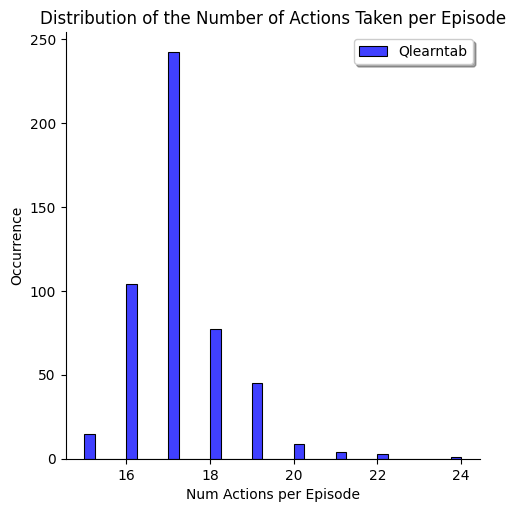 Distribution of the Number of Actions Taken per Episode
Qlearntab
250
200
150
100
50
0
Occurrence
16 18 20 22 24
Num Actions per Episode